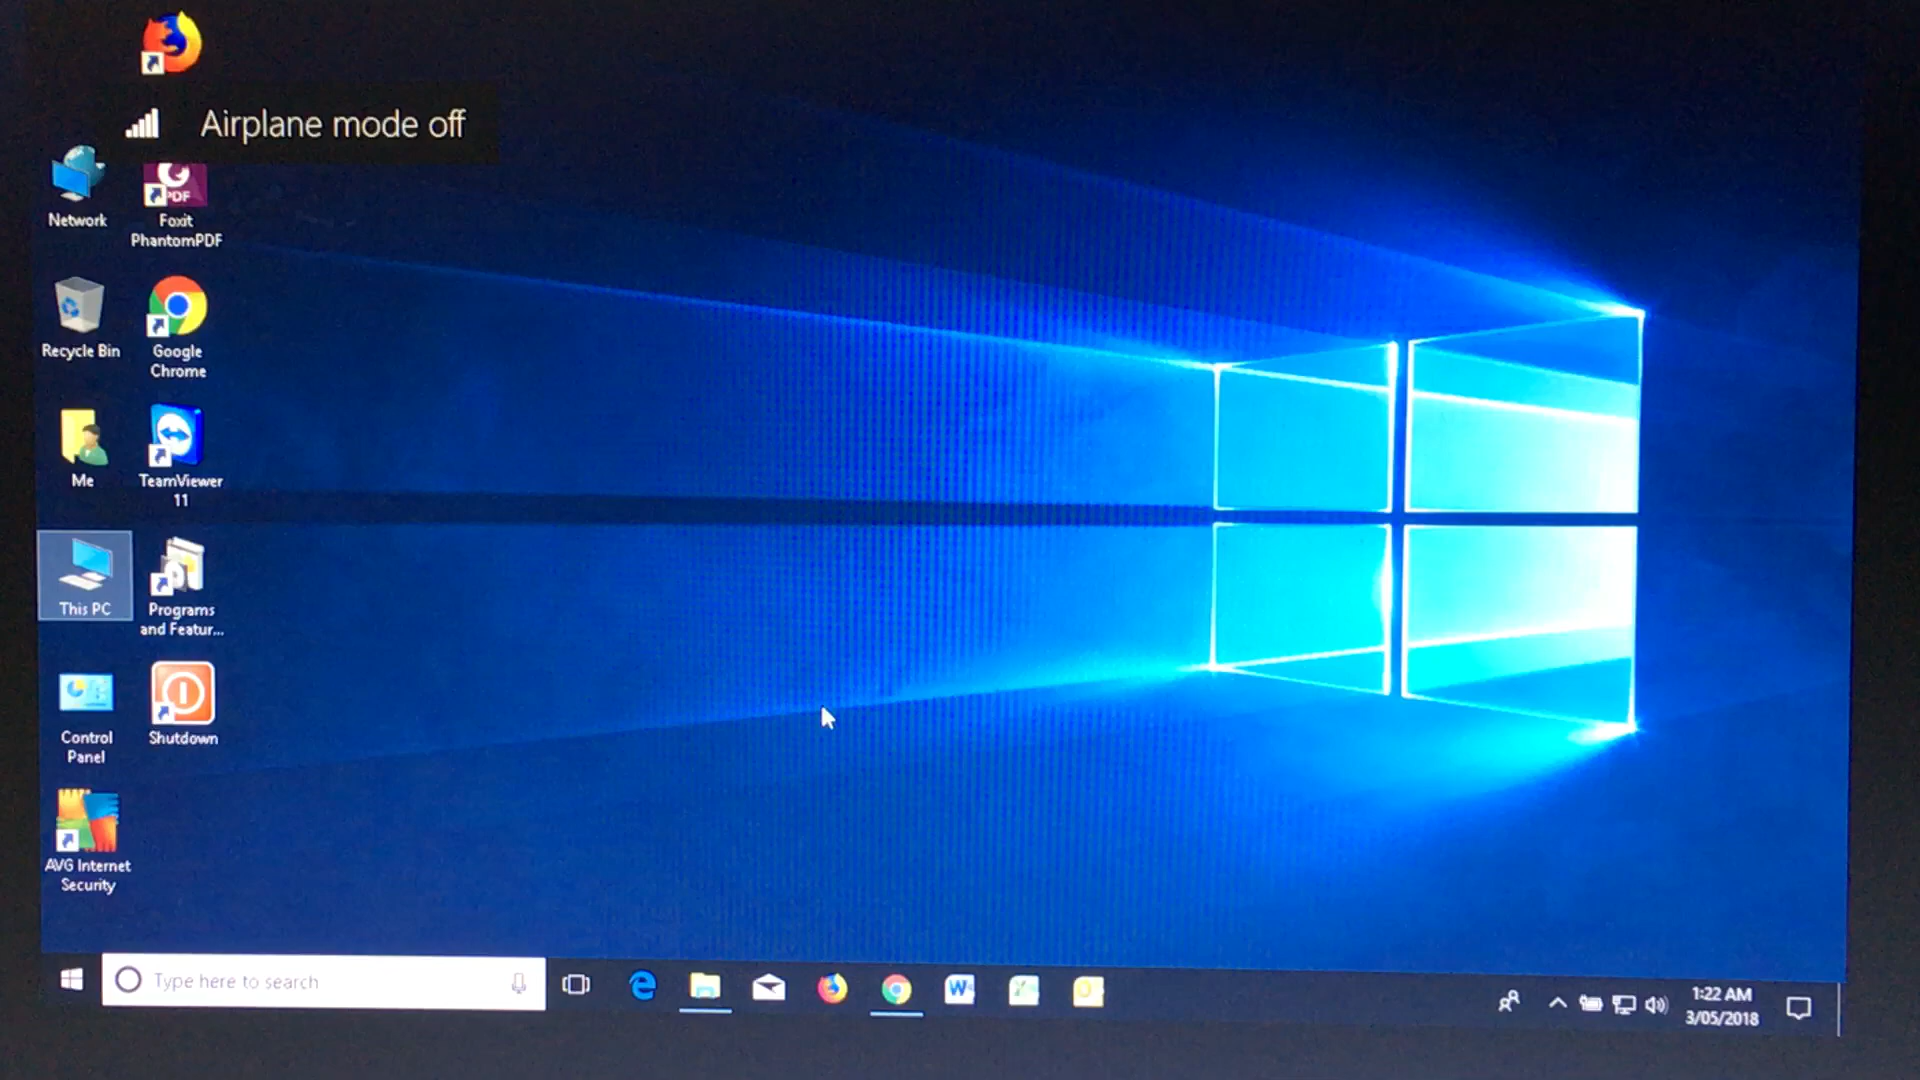 Airplane mode off
Network
PDF
Foxit
PhantomPDF
Recycle Bin
Google
Chrome
Me
TeamViewer
11
This PC
Programs
and Featur...
Control
Panel
Shutdown
AVG Internet
Security
Type here to search
W
1:22 AM
3/05/2018